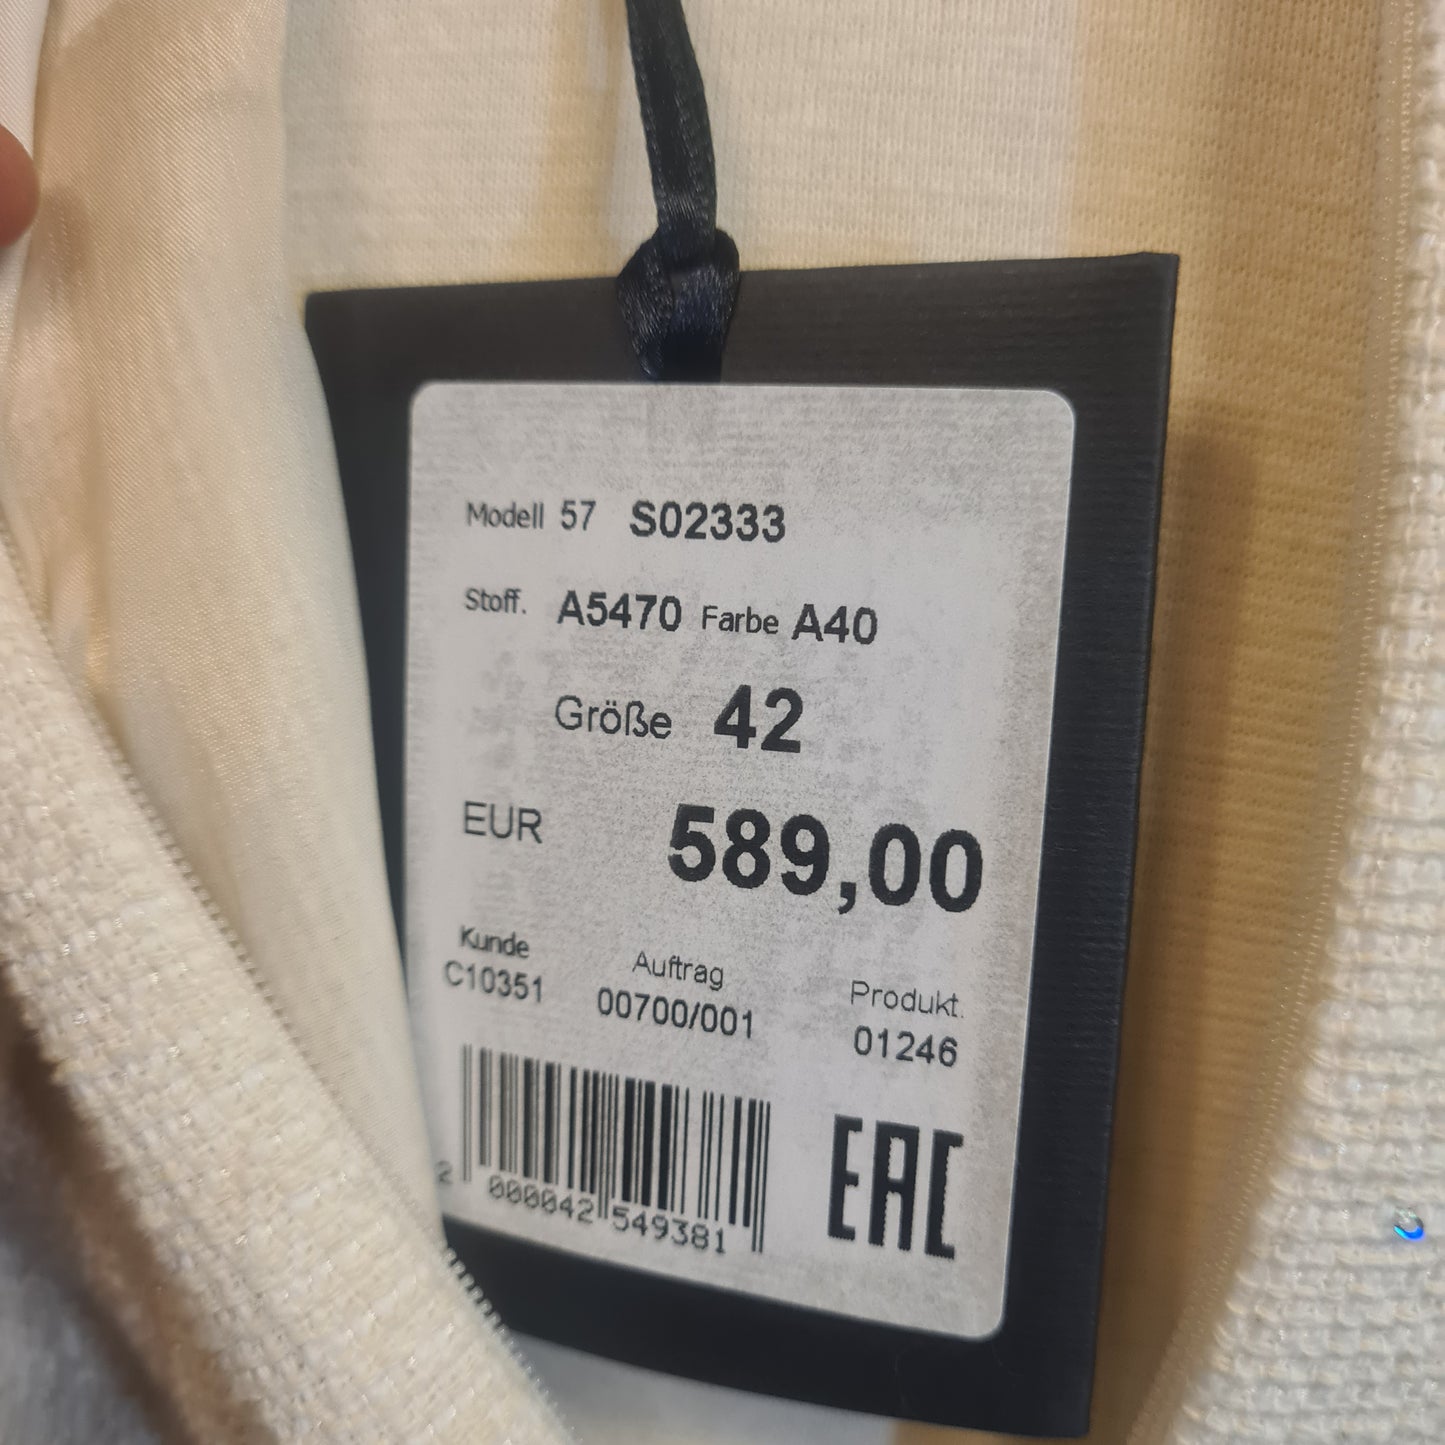 Modell 57 S02333
Stoff. A5470 Farbe A40
Größe 42
EUR 589,00
Kunde Auftrag Produkt.
C10351 00700/001 01246
2 000042 549381
EAC